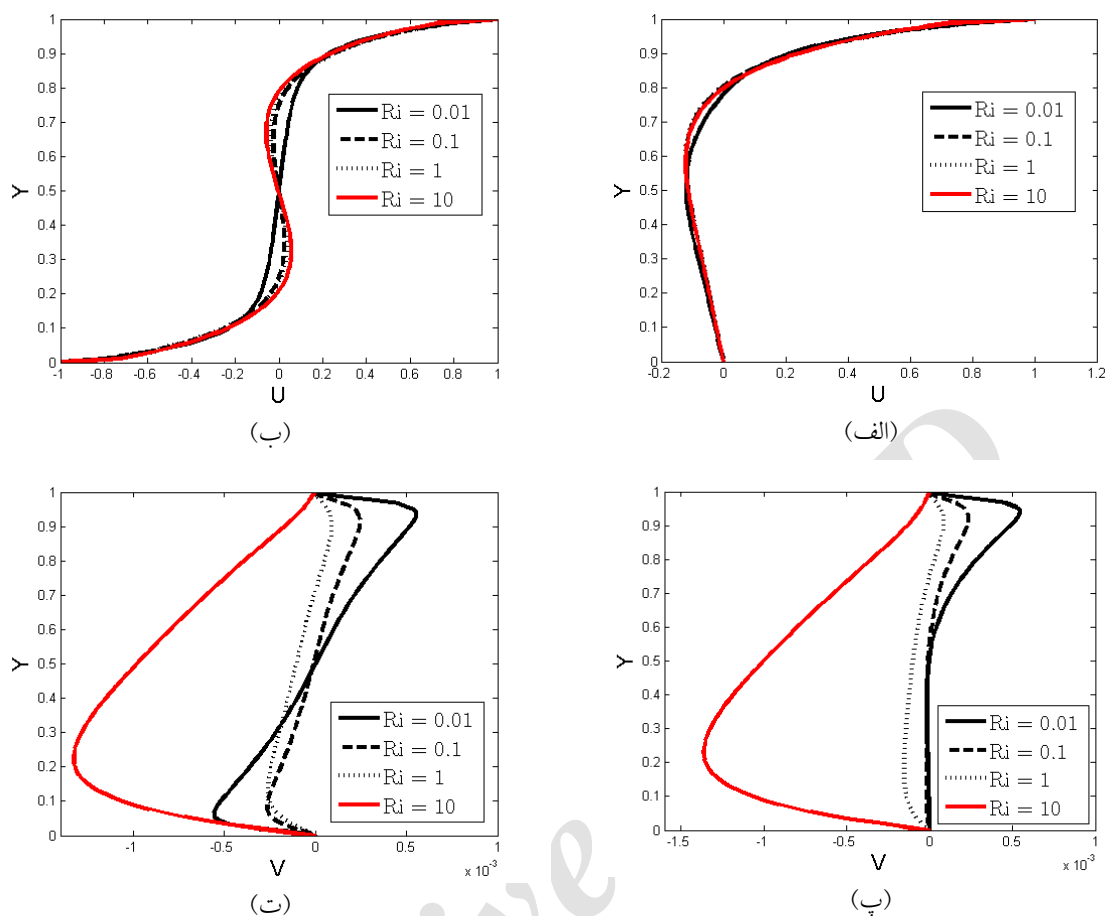 1
0.9
0.8
0.7
0.6
0.5
0.4
0.3
0.2
0.1
0
Y
-1 -0.8 -0.6 -0.4 -0.2 0 0.2 0.4 0.6 0.8 1
U
Ri = 0.01
Ri = 0.1
Ri = 1
Ri = 10
(ب)
1
0.9
0.8
0.7
0.6
0.5
0.4
0.3
0.2
0.1
0
Y
-0.2 0 0.2 0.4 0.6 0.8 1 1.2
U
Ri = 0.01
Ri = 0.1
Ri = 1
Ri = 10
(الف)
1
0.9
0.8
0.7
0.6
0.5
0.4
0.3
0.2
0.1
0
Y
-1 -0.5 0 0.5 1
x 10⁻³
V
Ri = 0.01
Ri = 0.1
Ri = 1
Ri = 10
(ت)
1
0.9
0.8
0.7
0.6
0.5
0.4
0.3
0.2
0.1
0
Y
-1.5 -1 -0.5 0 0.5 1
x 10⁻³
V
Ri = 0.01
Ri = 0.1
Ri = 1
Ri = 10
(پ)
ive